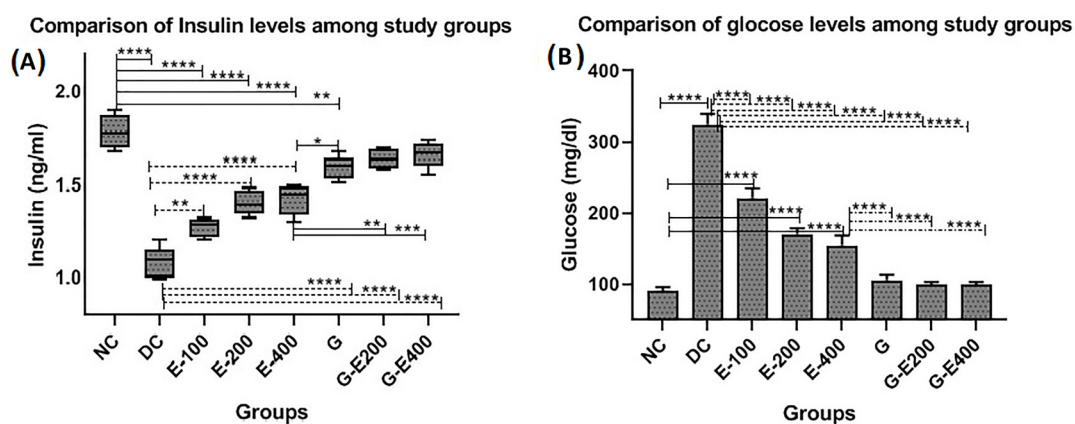 Comparison of Insulin levels among study groups
(A)
2.0
1.5
1.0
Insulin (ng/ml)
****
****
****
****
**
****
****
**
*
**
***
****
****
****
NC
DC
E-100
E-200
E-400
G
G-E200
G-E400
Groups
Comparison of glocose levels among study groups
(B)
400
300
200
100
Glucose (mg/dl)
****
****
****
****
****
****
****
****
****
****
****
****
****
NC
DC
E-100
E-200
E-400
G
G-E200
G-E400
Groups